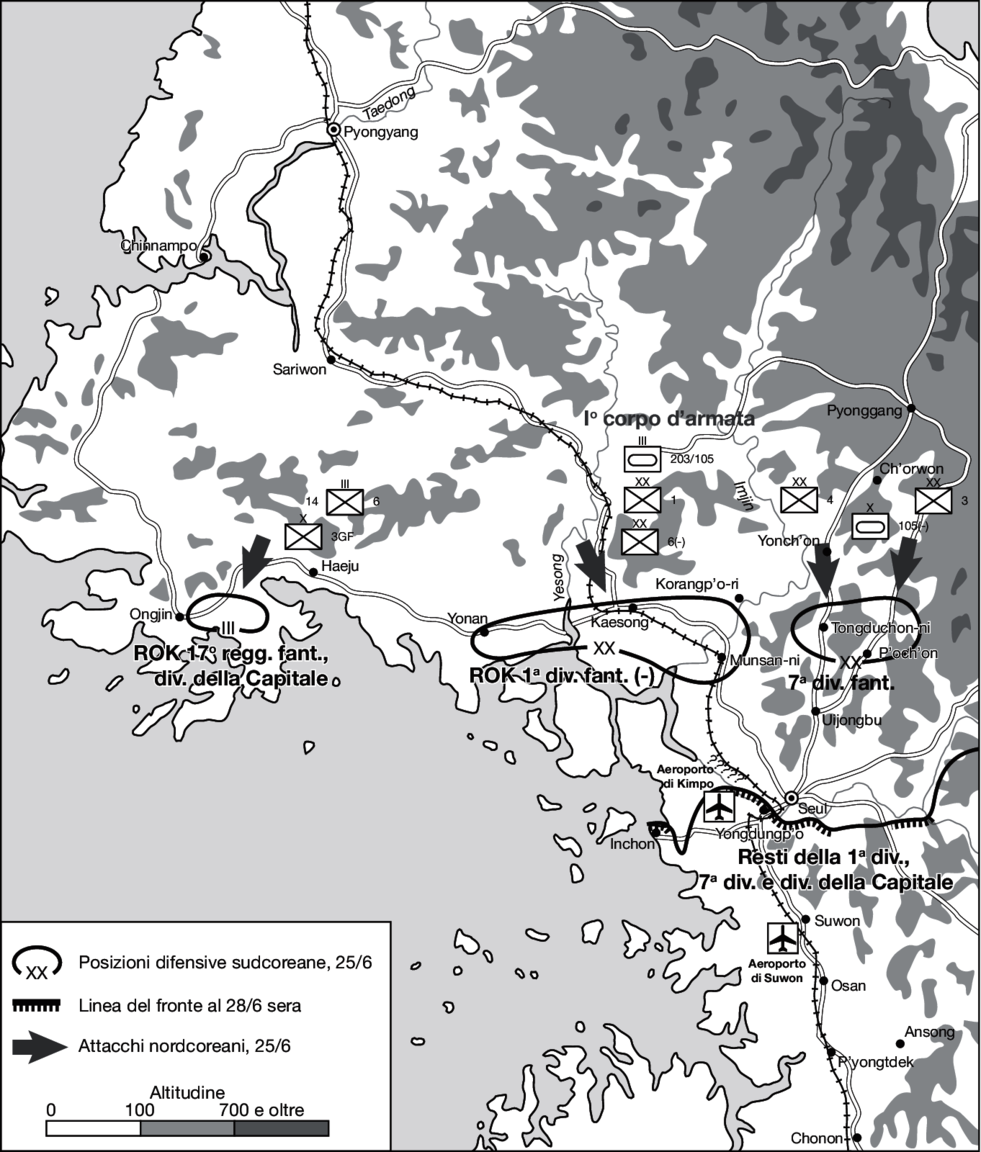 Taedong
Pyongyang
Chinnampo
Sariwon
Iº corpo d'armata
Pyonggang
III
203/105
Ch'orwon
XX
1
Imjin
XX
4
XX
3
III
14
6
X
3GF
XX
6(-)
X
105(-)
Yonch'on
Yesong
Haeju
Korangp'o-ri
Ongjin
III
Yonan
Kaesong
Tongduchon-ni
XX
Munsan-ni
P'och'on
XX
ROK 17º regg. fant.,
div. della Capitale
ROK 1ª div. fant. (-)
7ª div. fant.
Uijongbu
Aeroporto
di Kimpo
Seul
Inchon
Yongdungp'o
Resti della 1ª div.,
7ª div. e div. della Capitale
Suwon
Aeroporto
di Suwon
Osan
Ansong
P'yongtdek
Chonon
XX
Posizioni difensive sudcoreane, 25/6
Linea del fronte al 28/6 sera
Attacchi nordcoreani, 25/6
Altitudine
0 100 700 e oltre